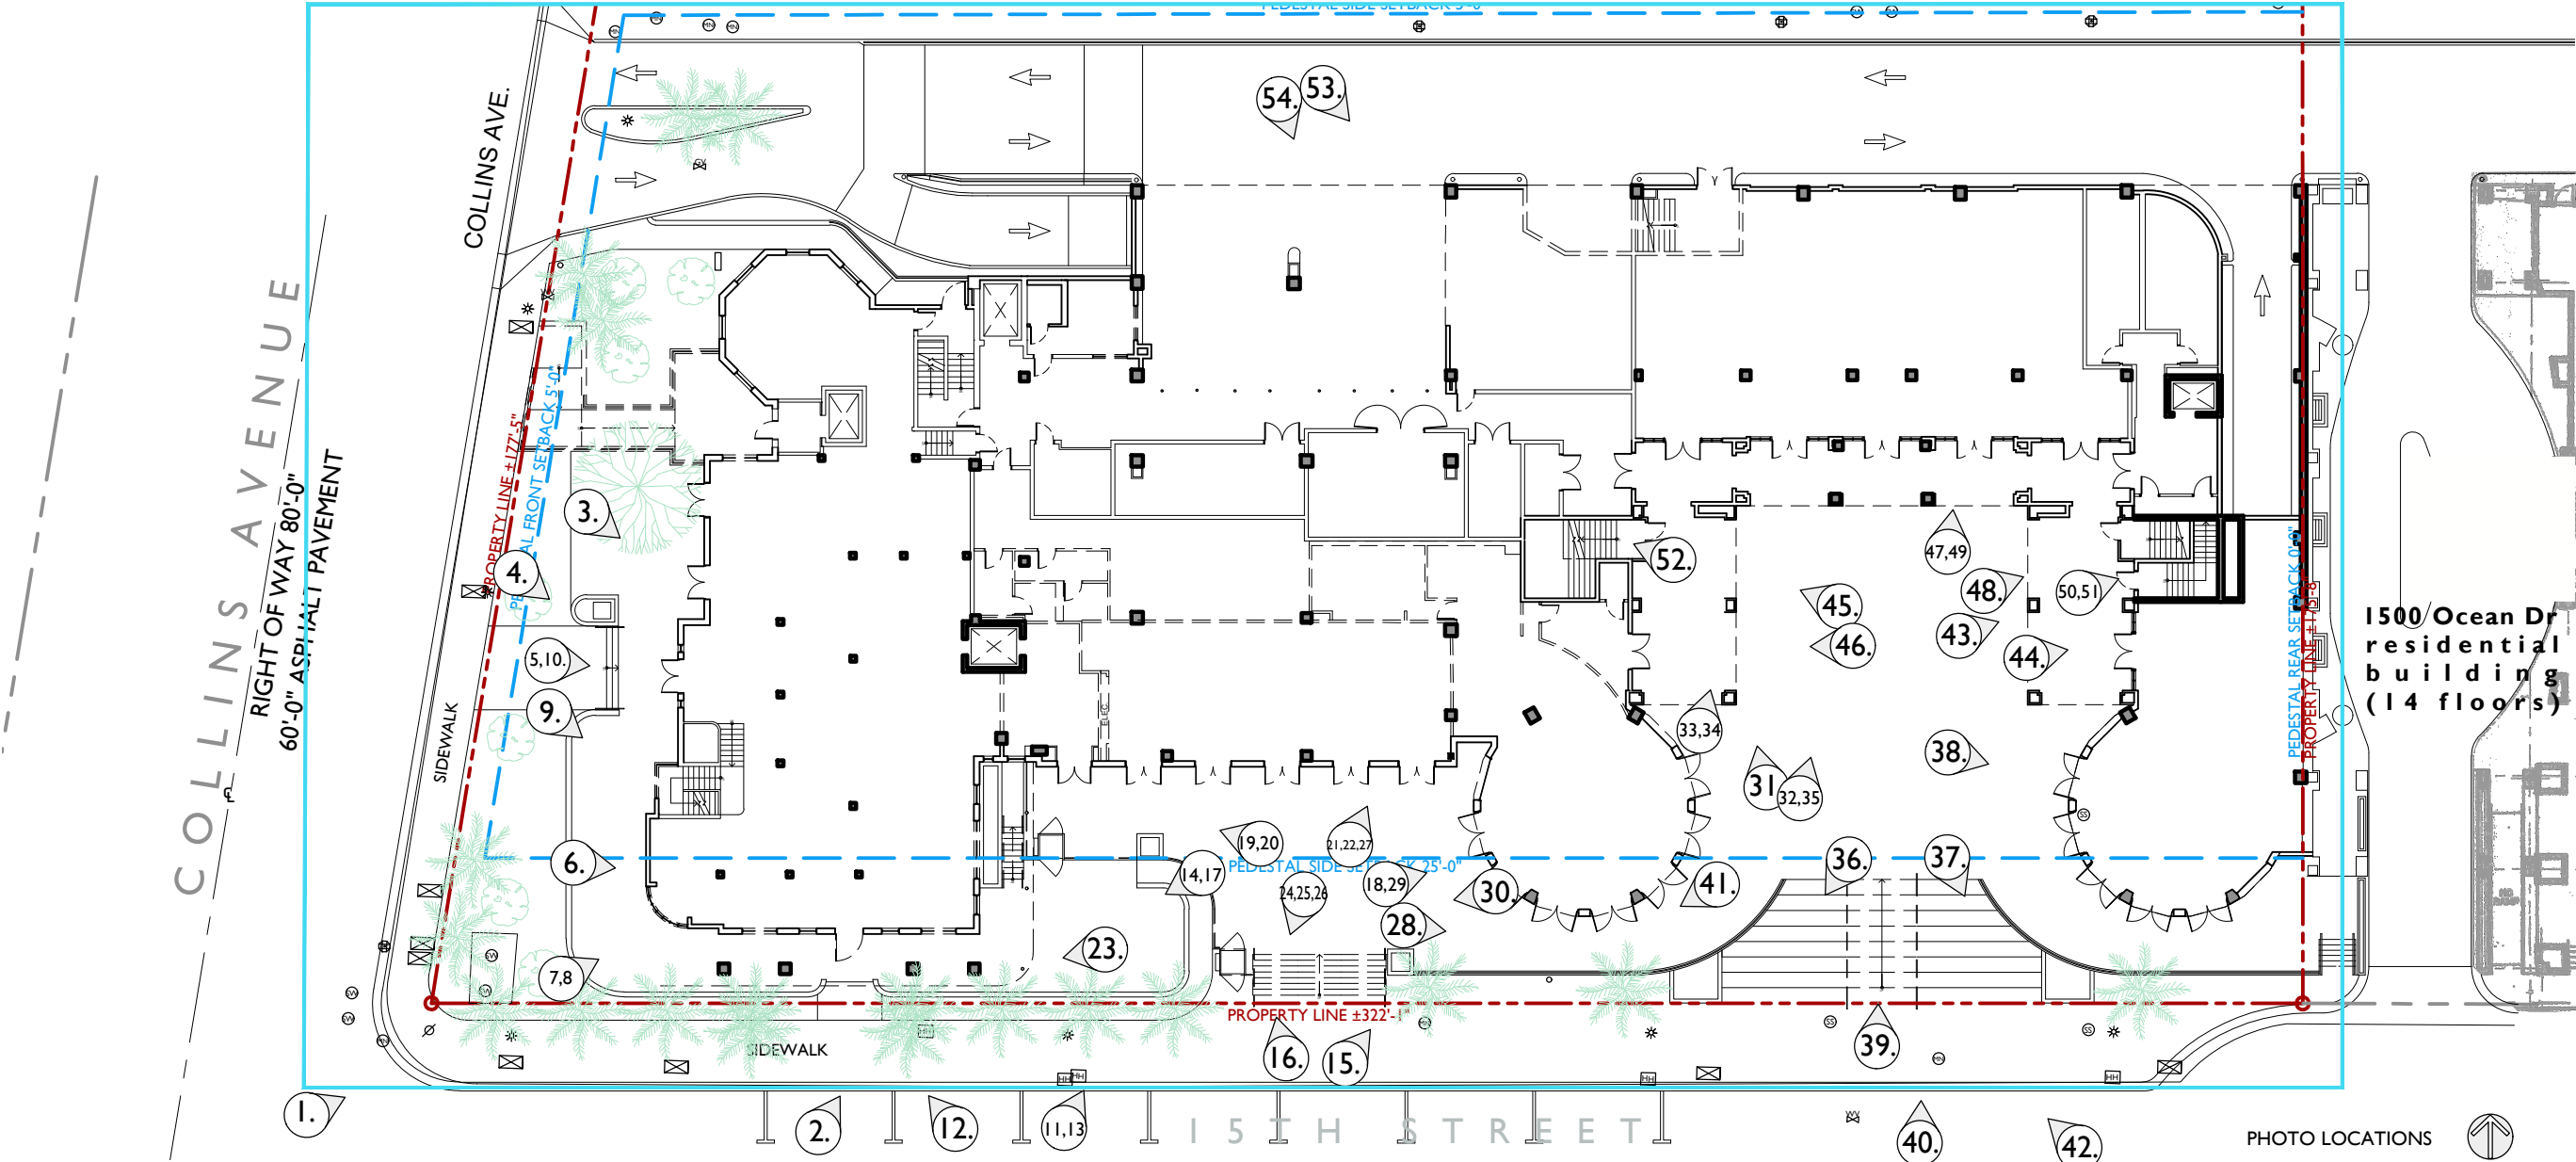 PEDESTAL SIDE SETBACK 5'-0"
COLLINS AVE.
COLLINS AVENUE
RIGHT OF WAY 80'-0"
60'-0" ASPHALT PAVEMENT
PROPERTY LINE ±177'-5"
PEDESTAL FRONT SETBACK 5'-0"
SIDEWALK
54.
53.
3.
4.
5,10.
9.
6.
7,8
52.
47,49
48.
50,51
45.
46.
43.
44.
1500 Ocean Dr
residential
building
(14 floors)
PEDESTAL REAR SETBACK 0'-0"
ELEC.
33,34
38.
31
32,35
19,20
21,22,27
PEDESTAL SIDE SETBACK 25'-0"
14,17
24,25,26
18,29
30.
41.
36.
37.
28.
23.
PROPERTY LINE ±322'-1"
SIDEWALK
16.
15.
39.
HH
HH
HH
HH
1.
2.
12.
11,13
15TH STREET
40.
42.
PHOTO LOCATIONS